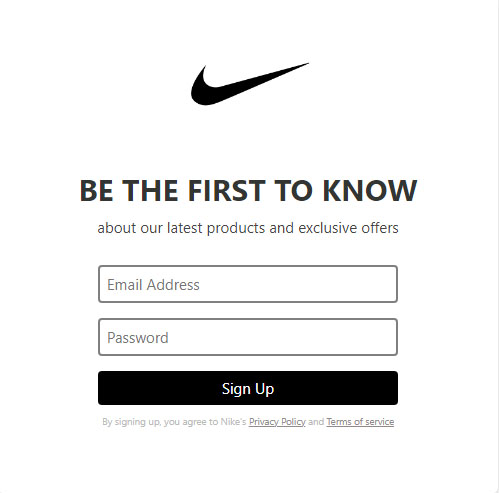 BE THE FIRST TO KNOW
about our latest products and exclusive offers
Email Address
Password
Sign Up
By signing up, you agree to Nike's Privacy Policy and Terms of service